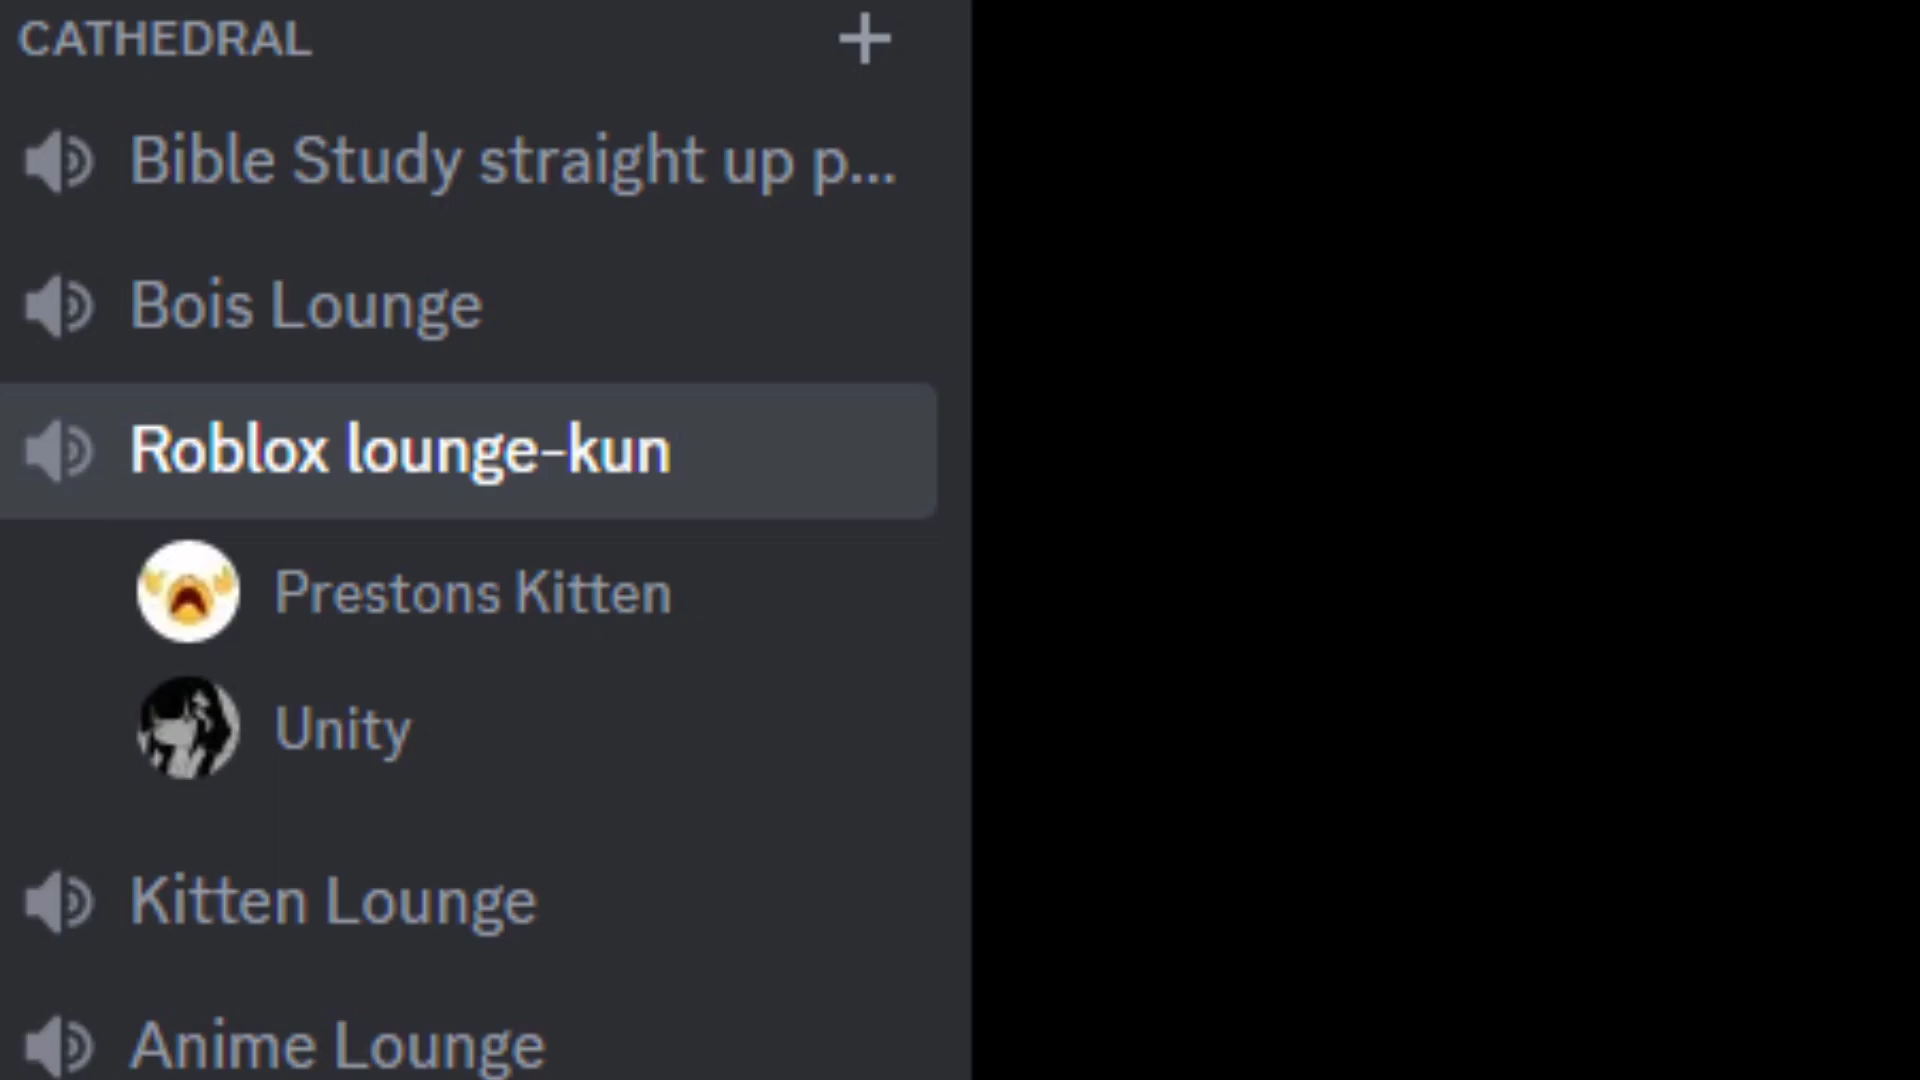 CATHEDRAL
Bible Study straight up p...
Bois Lounge
Roblox lounge-kun
Prestons Kitten
Unity
Kitten Lounge
Anime Lounge